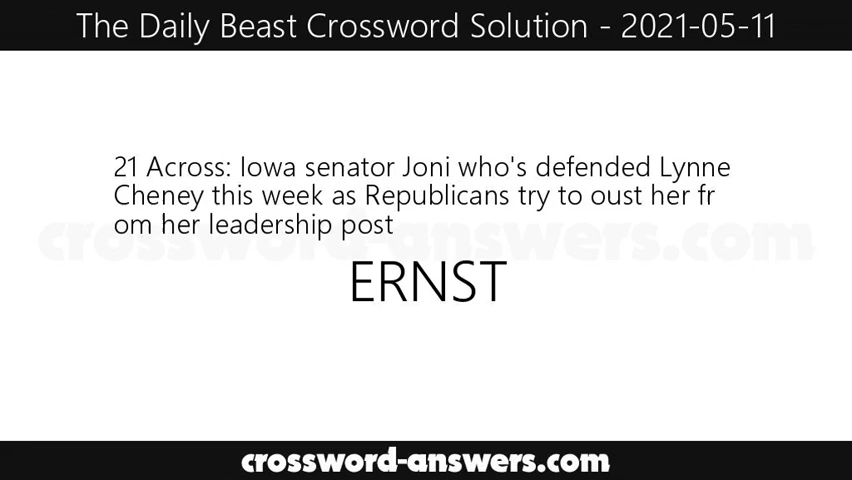 The Daily Beast Crossword Solution - 2021-05-11
21 Across: Iowa senator Joni who's defended Lynne
Cheney this week as Republicans try to oust her fr
om her leadership post
crossword-answers.com
ERNST
crossword-answers.com